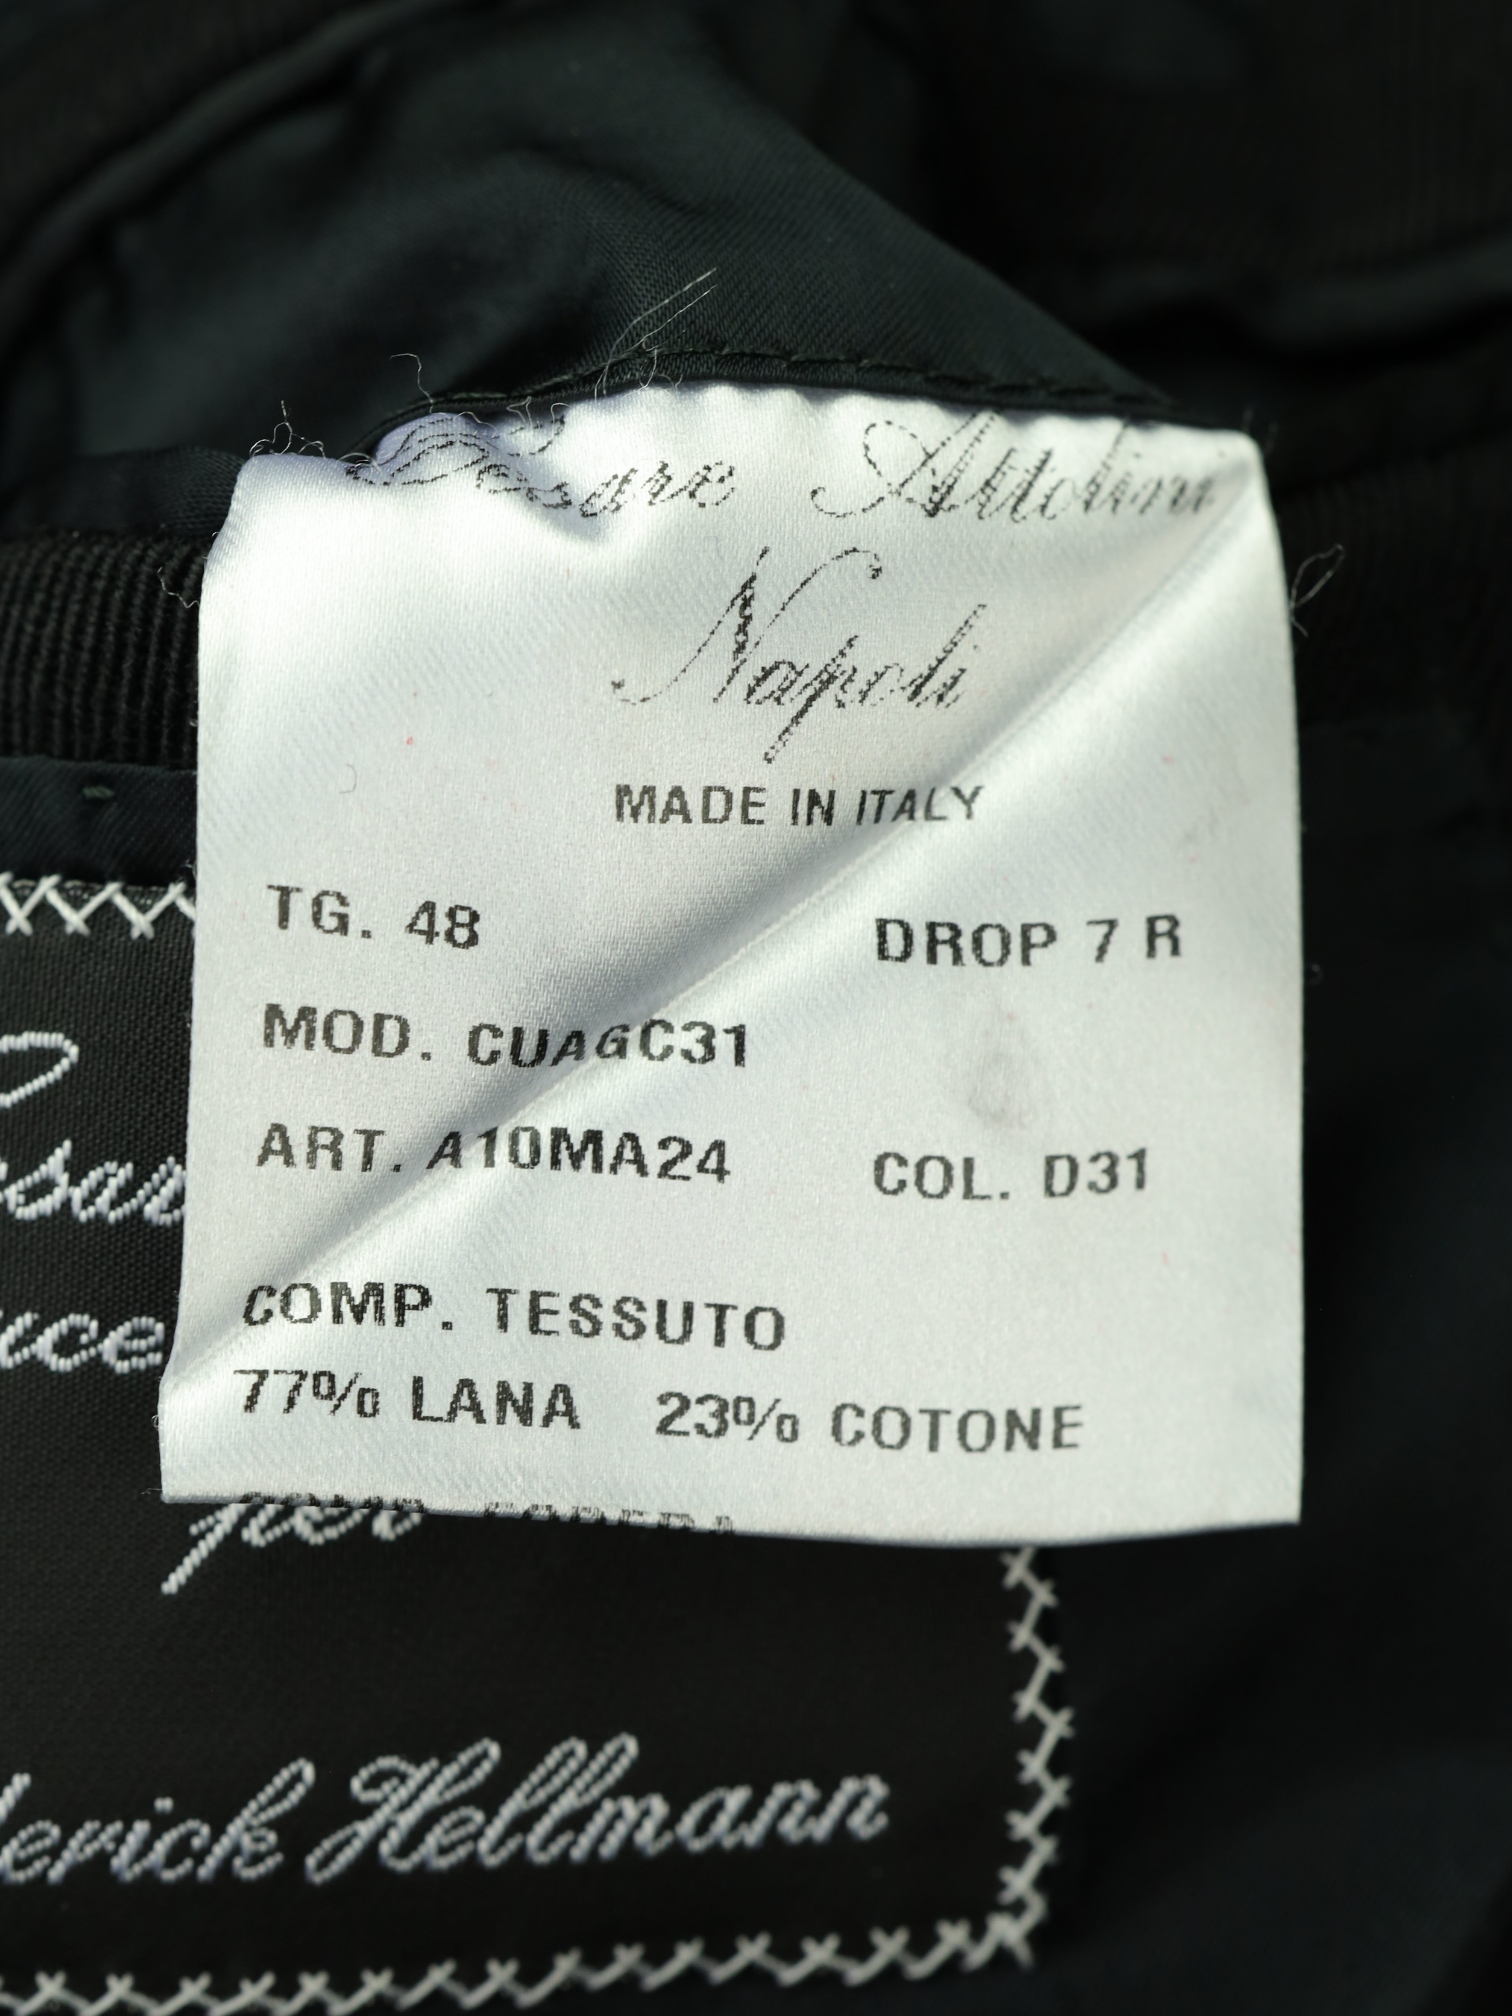 Cesare Attolini
Napoli
MADE IN ITALY
TG. 48 DROP 7 R
MOD. CUAGC31
ART. A10MA24 COL. D31
COMP. TESSUTO
77% LANA 23% COTONE
per
Hellmann